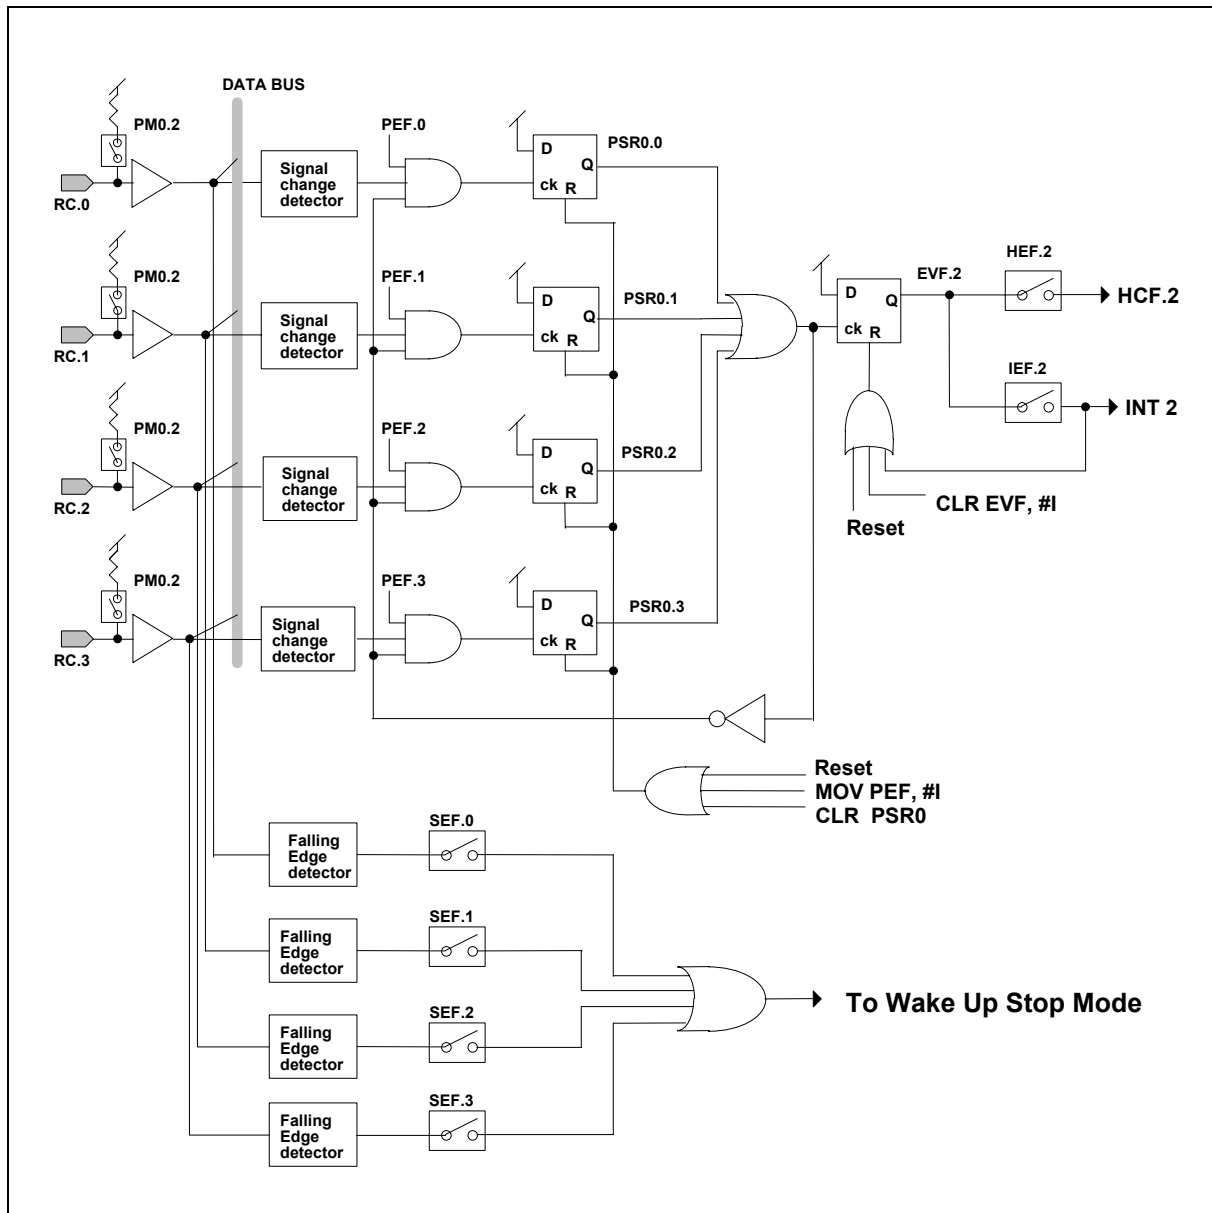 DATA BUS
PM0.2
PEF.0
PSR0.0
D
Q
ck R
Signal
change
detector
RC.0
PM0.2
PEF.1
PSR0.1
D
Q
ck
R
Signal
change
detector
RC.1
EVF.2
HEF.2
D
Q
ck R
HCF.2
IEF.2
INT 2
PM0.2
PEF.2
PSR0.2
D
Q
ck
R
Signal
change
detector
RC.2
CLR EVF, #I
Reset
PM0.2
PEF.3
PSR0.3
D
Q
ck R
Signal
change
detector
RC.3
Reset
MOV PEF, #I
CLR PSR0
SEF.0
Falling
Edge
detector
SEF.1
Falling
Edge
detector
To Wake Up Stop Mode
SEF.2
Falling
Edge
detector
SEF.3
Falling
Edge
detector